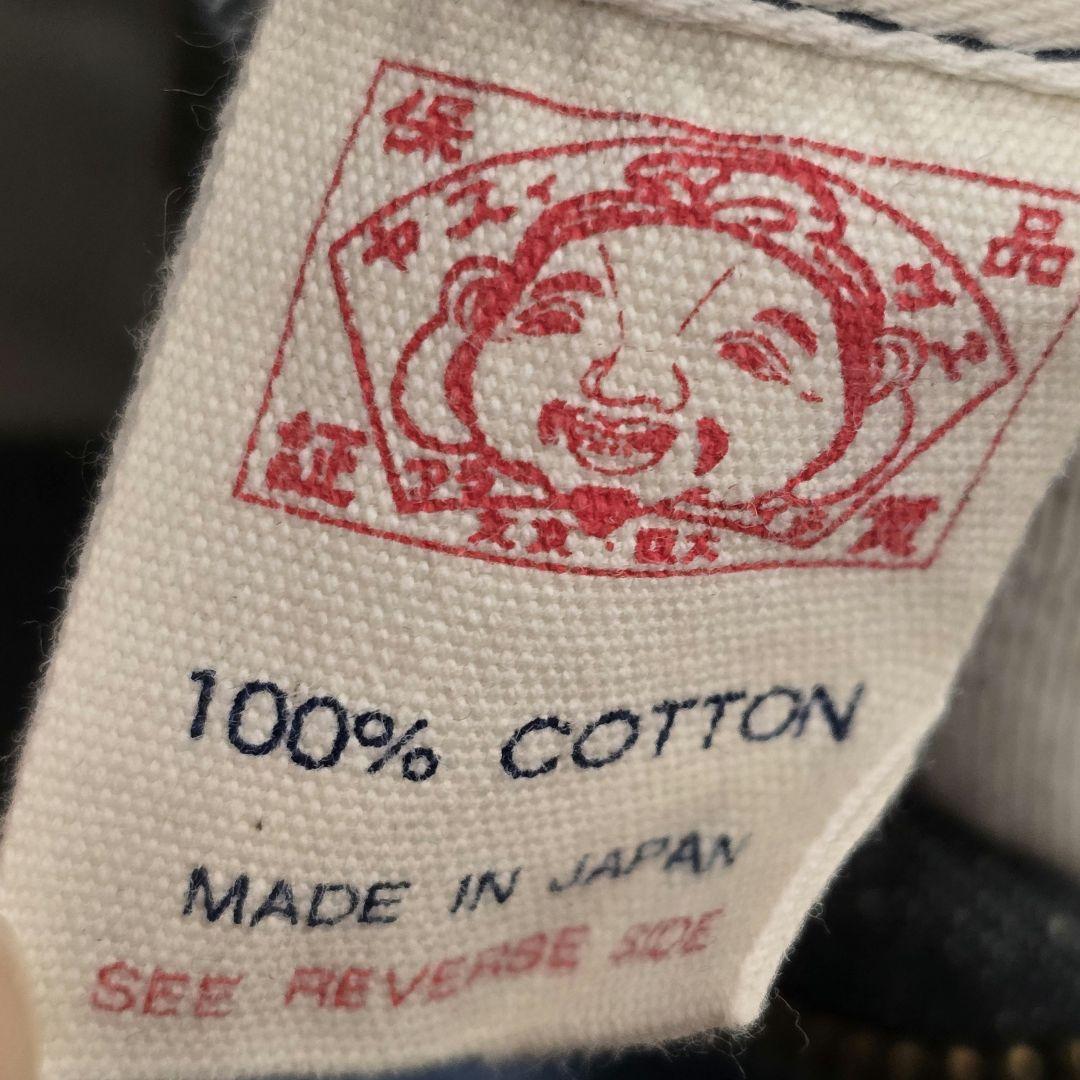 保 品
証 質
100% COTTON
MADE IN JAPAN
SEE REVERSE SIDE